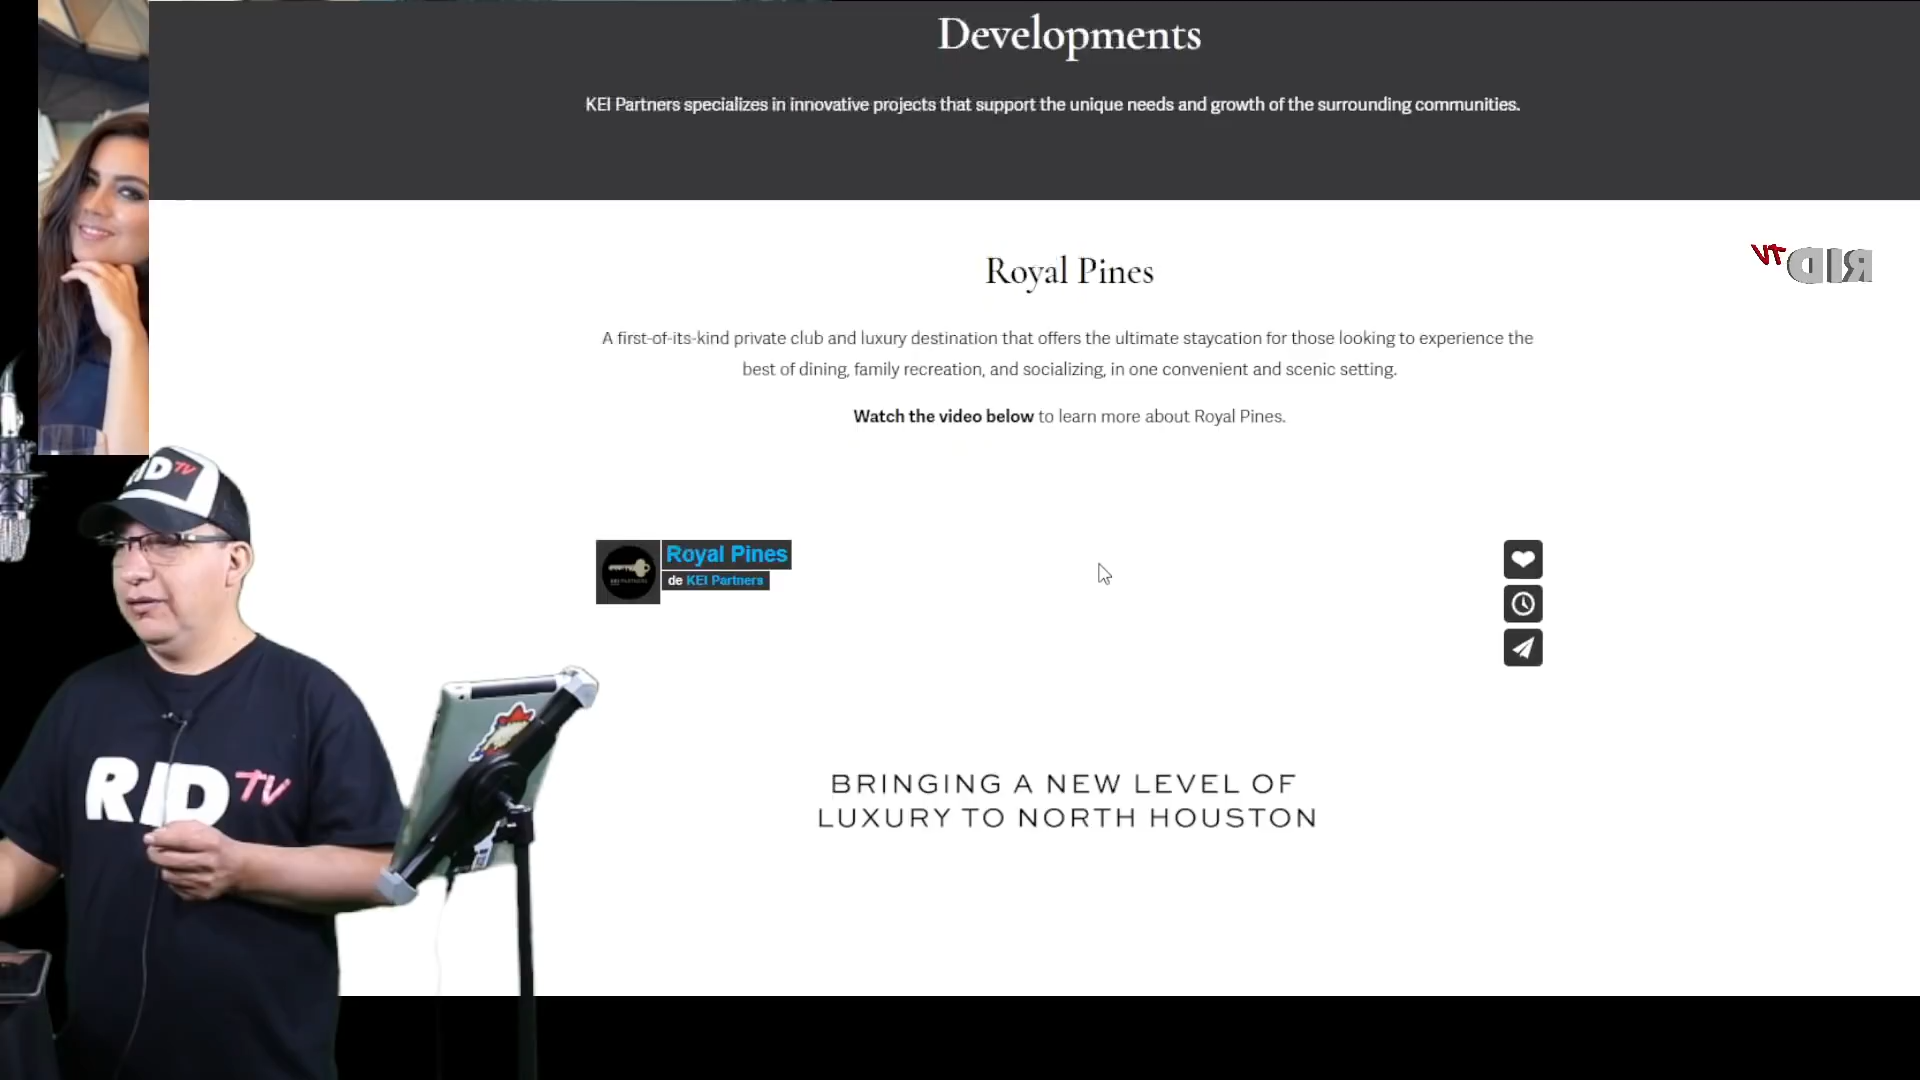 Developments
KEI Partners specializes in innovative projects that support the unique needs and growth of the surrounding communities.
Royal Pines
RID TV
A first-of-its-kind private club and luxury destination that offers the ultimate staycation for those looking to experience the
best of dining, family recreation, and socializing, in one convenient and scenic setting.
Watch the video below to learn more about Royal Pines.
RID TV
Royal Pines
de KEI Partners
BRINGING A NEW LEVEL OF
LUXURY TO NORTH HOUSTON
RID TV